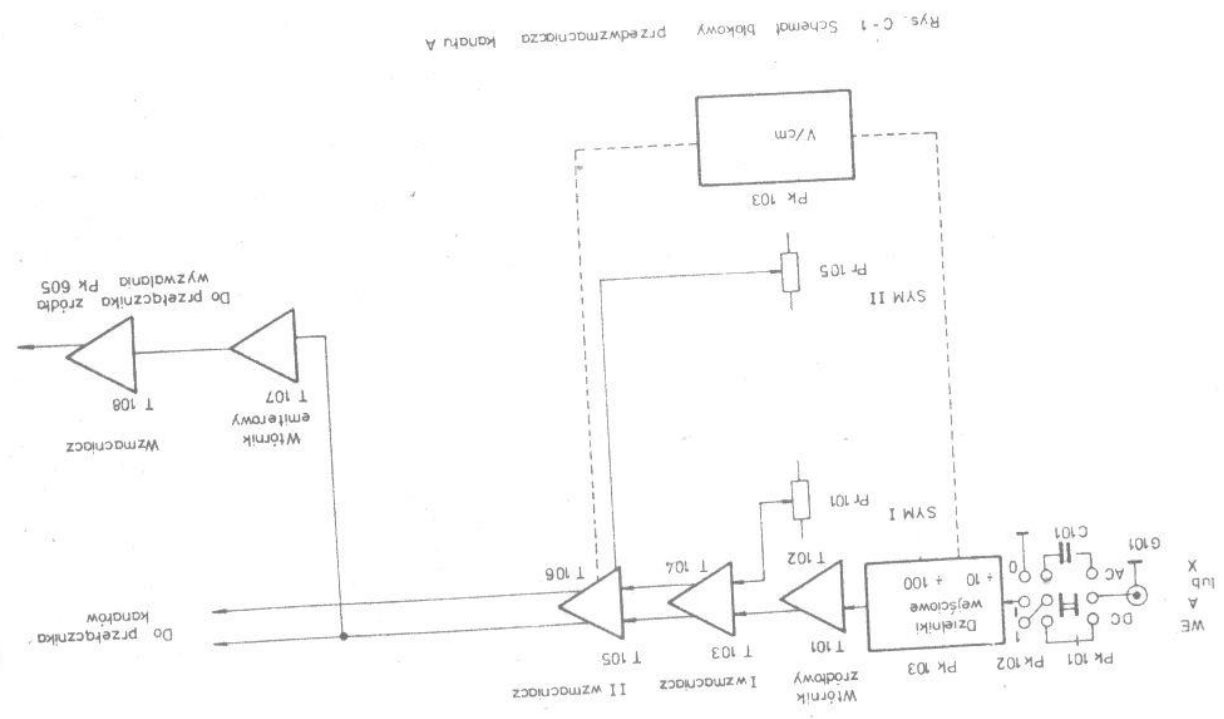 WE
A
lub
X
G101
DC
AC
Pk 101
C101
Pk 102
1
0
Pk 103
Dzielniki
wejściowe
÷ 10 ÷ 100
Wtórnik
źródłowy
T 101
T 102
I wzmacniacz
T 103
T 104
II wzmacniacz
T 105
T 106
Do przełącznika
kanałów
SYM I
Pr 101
Wtórnik
emiterowy
T 107
Wzmacniacz
T 108
Do przełącznika źródła
wyzwalania Pk 605
SYM II
Pr 105
Pk 103
V/cm
Rys. C-1 Schemat blokowy przedwzmacniacza kanału A